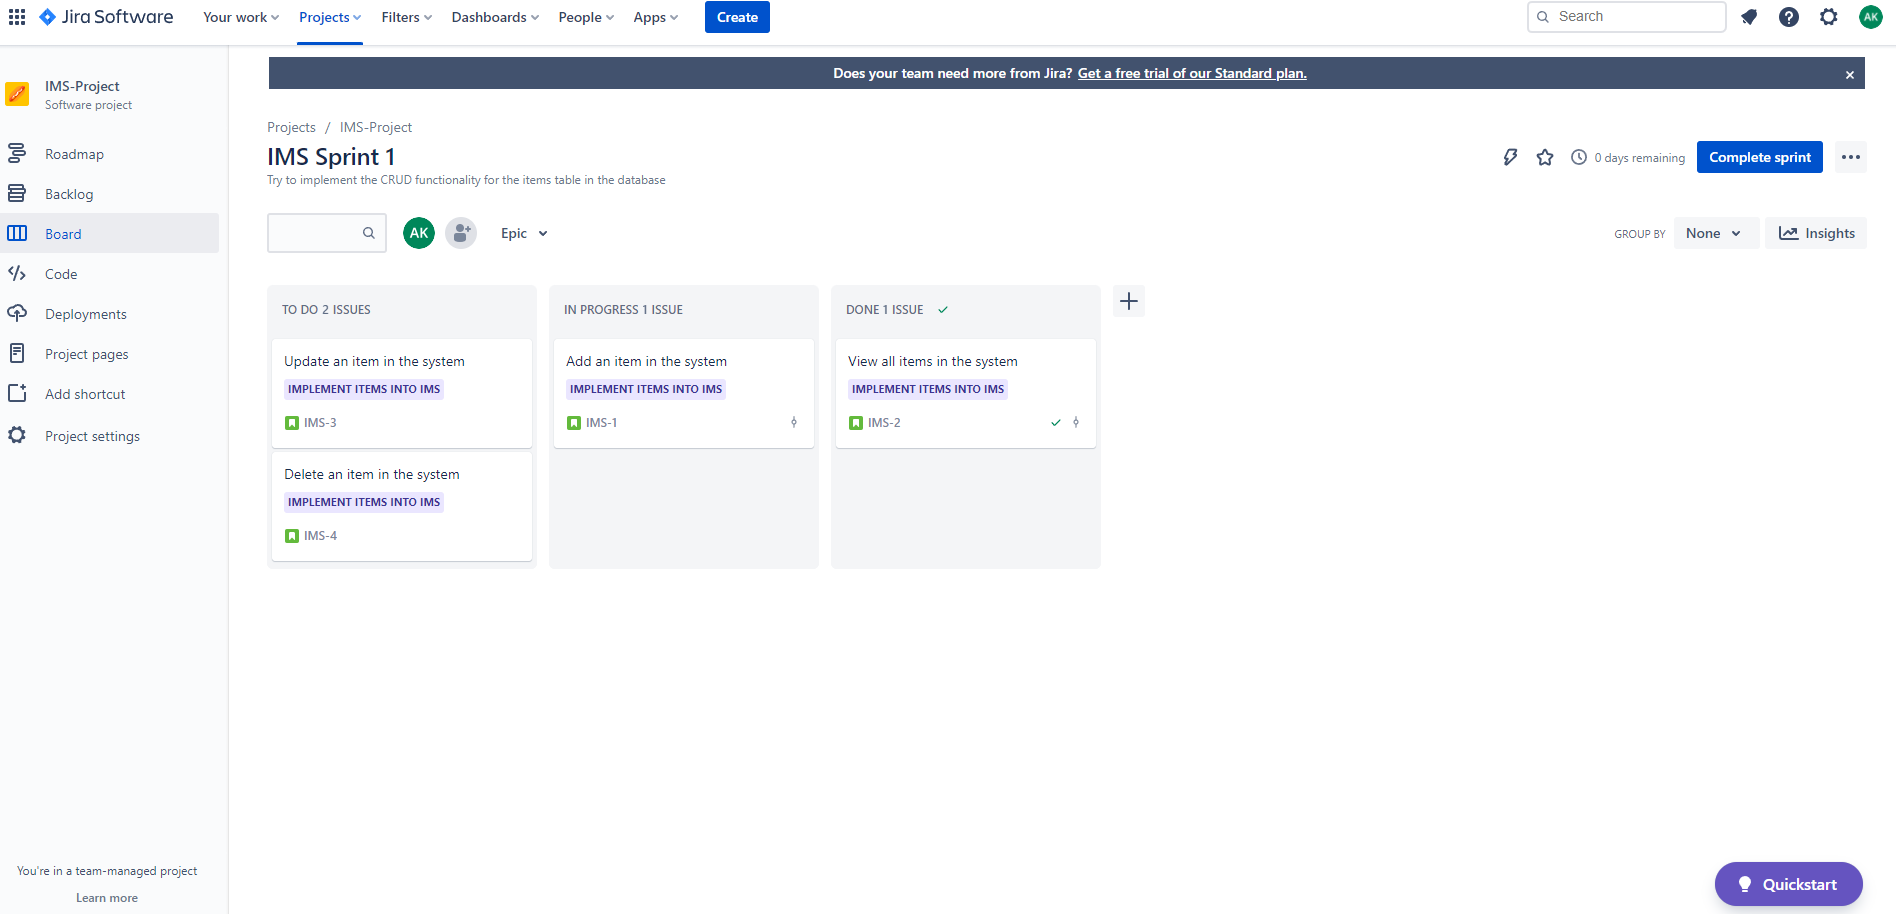 Jira Software Your work Projects Filters Dashboards People Apps Create Search AK
Does your team need more from Jira? Get a free trial of our Standard plan.
IMS-Project
Software project
Roadmap
Backlog
Board
Code
Deployments
Project pages
Add shortcut
Project settings
You're in a team-managed project
Learn more
Projects / IMS-Project
IMS Sprint 1
Try to implement the CRUD functionality for the items table in the database
0 days remaining Complete sprint
AK Epic GROUP BY None Insights
TO DO 2 ISSUES
Update an item in the system
IMPLEMENT ITEMS INTO IMS
IMS-3
Delete an item in the system
IMPLEMENT ITEMS INTO IMS
IMS-4
IN PROGRESS 1 ISSUE
Add an item in the system
IMPLEMENT ITEMS INTO IMS
IMS-1
DONE 1 ISSUE
View all items in the system
IMPLEMENT ITEMS INTO IMS
IMS-2
Quickstart